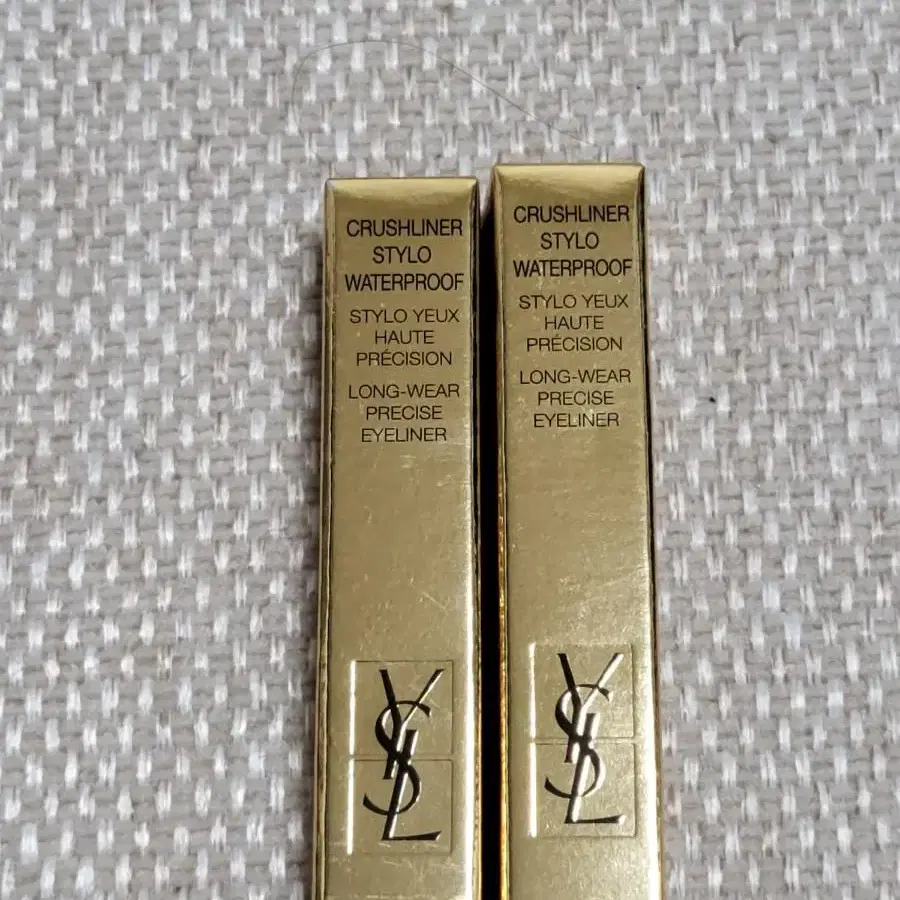 CRUSHLINER
STYLO
WATERPROOF
STYLO YEUX
HAUTE
PRÉCISION
LONG-WEAR
PRECISE
EYELINER
YSL
CRUSHLINER
STYLO
WATERPROOF
STYLO YEUX
HAUTE
PRÉCISION
LONG-WEAR
PRECISE
EYELINER
YSL